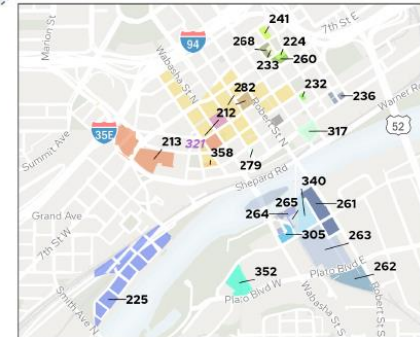 241
7th St E
Marion St
94
268
224
233
260
Wabasha St N
282
232
236
212
Robert St N
Warner Rd
35E
321
317
52
213
Summit Ave
358
279
Shepard Rd
340
Grand Ave
265
261
264
7th St W
305
263
Plato Blvd E
262
352
Smith Ave N
225
Plato Blvd W
Wabasha St S
Robert St S